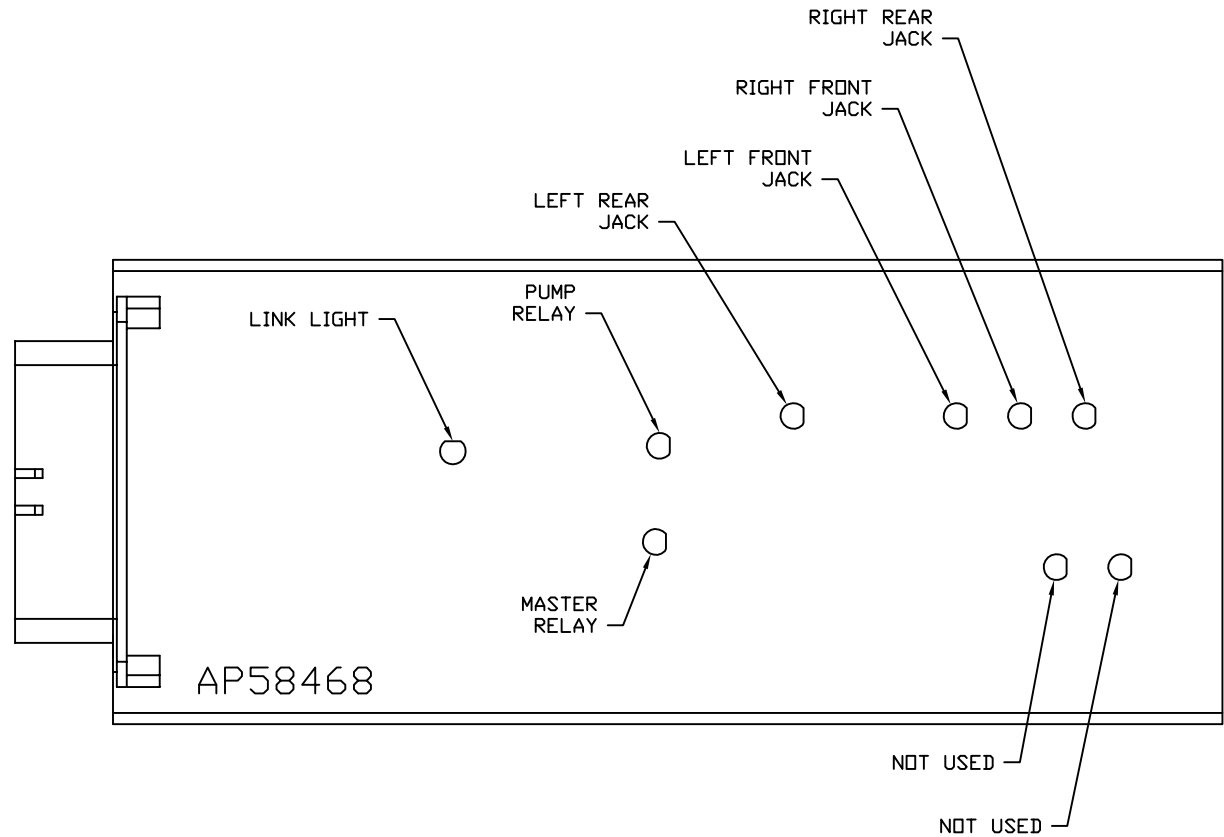 RIGHT REAR
JACK
RIGHT FRONT
JACK
LEFT FRONT
JACK
LEFT REAR
JACK
PUMP
RELAY
LINK LIGHT
MASTER
RELAY
AP58468
NOT USED
NOT USED